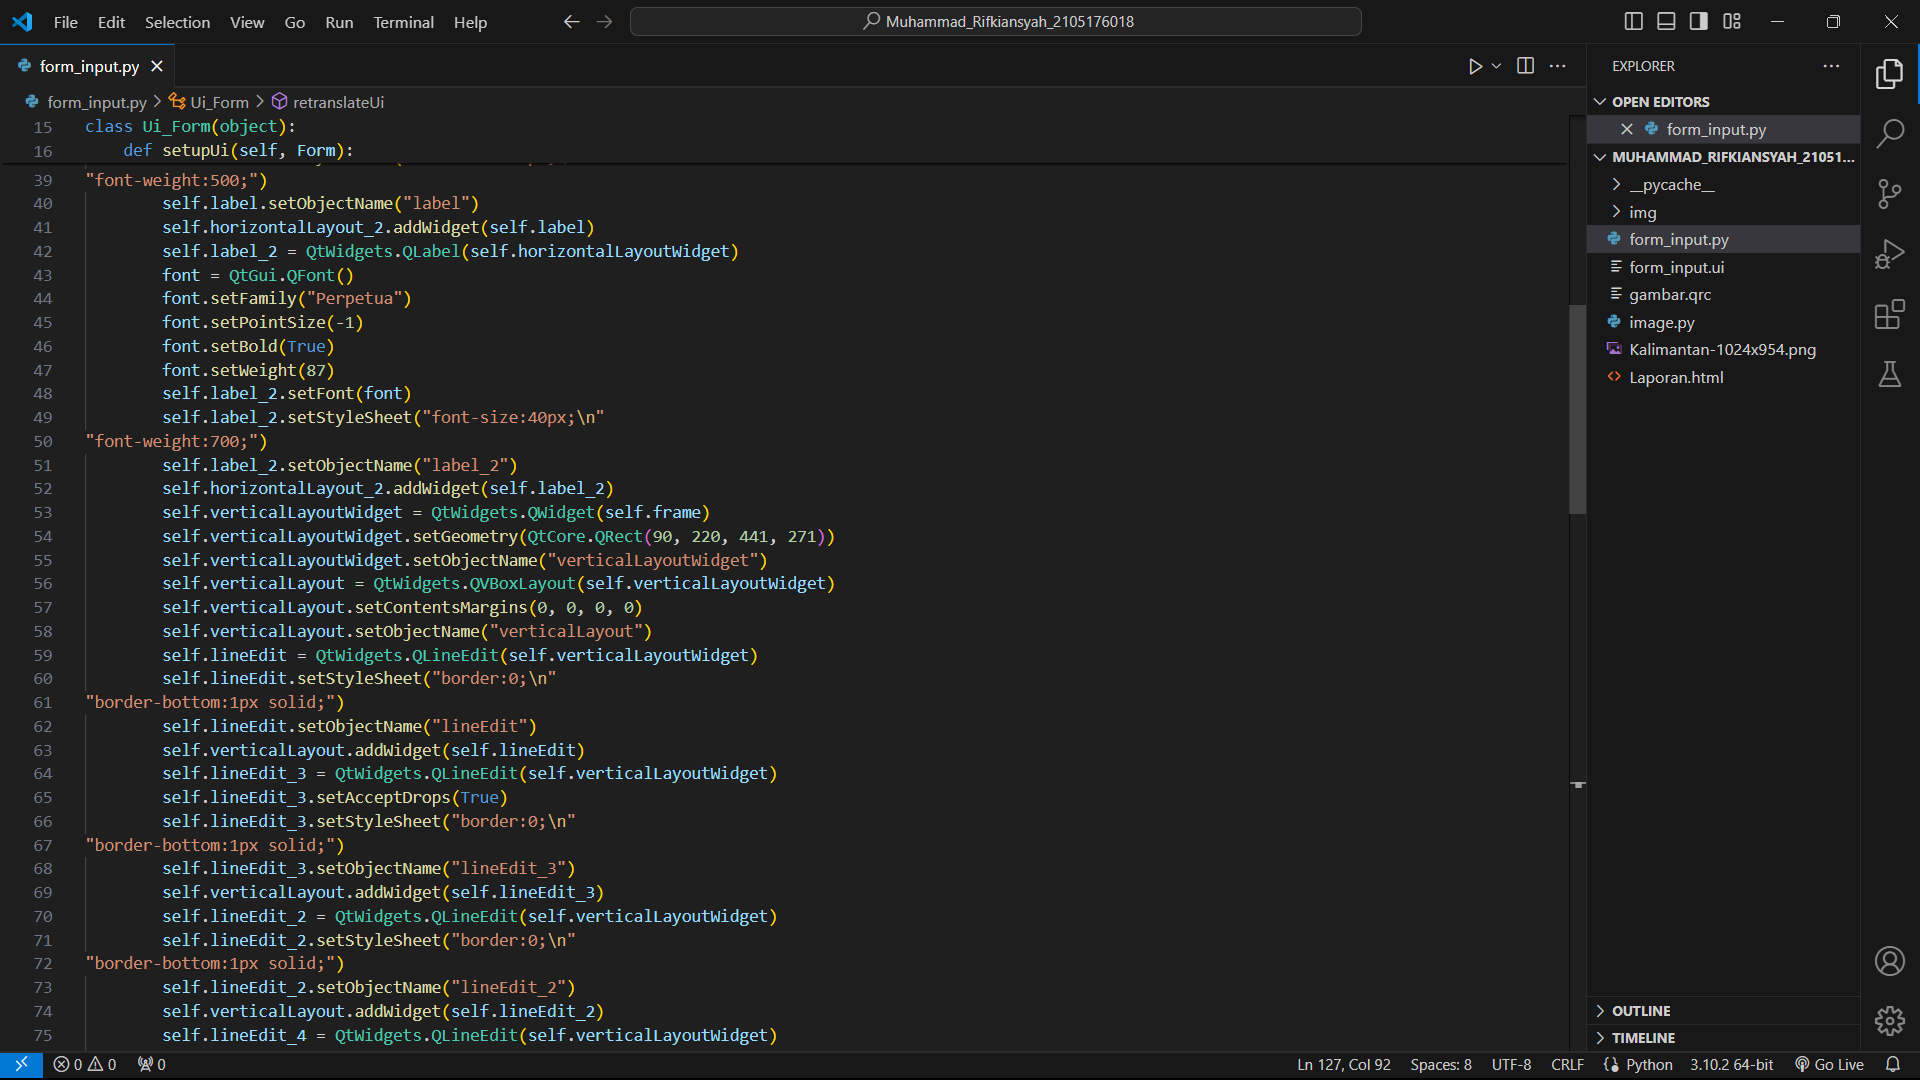 File Edit Selection View Go Run Terminal Help
Muhammad_Rifkiansyah_2105176018
form_input.py
form_input.py > Ui_Form > retranslateUi
15 class Ui_Form(object):
16 def setupUi(self, Form):
39 "font-weight:500;")
40 self.label.setObjectName("label")
41 self.horizontalLayout_2.addWidget(self.label)
42 self.label_2 = QtWidgets.QLabel(self.horizontalLayoutWidget)
43 font = QtGui.QFont()
44 font.setFamily("Perpetua")
45 font.setPointSize(-1)
46 font.setBold(True)
47 font.setWeight(87)
48 self.label_2.setFont(font)
49 self.label_2.setStyleSheet("font-size:40px;\n"
50 "font-weight:700;")
51 self.label_2.setObjectName("label_2")
52 self.horizontalLayout_2.addWidget(self.label_2)
53 self.verticalLayoutWidget = QtWidgets.QWidget(self.frame)
54 self.verticalLayoutWidget.setGeometry(QtCore.QRect(90, 220, 441, 271))
55 self.verticalLayoutWidget.setObjectName("verticalLayoutWidget")
56 self.verticalLayout = QtWidgets.QVBoxLayout(self.verticalLayoutWidget)
57 self.verticalLayout.setContentsMargins(0, 0, 0, 0)
58 self.verticalLayout.setObjectName("verticalLayout")
59 self.lineEdit = QtWidgets.QLineEdit(self.verticalLayoutWidget)
60 self.lineEdit.setStyleSheet("border:0;\n"
61 "border-bottom:1px solid;")
62 self.lineEdit.setObjectName("lineEdit")
63 self.verticalLayout.addWidget(self.lineEdit)
64 self.lineEdit_3 = QtWidgets.QLineEdit(self.verticalLayoutWidget)
65 self.lineEdit_3.setAcceptDrops(True)
66 self.lineEdit_3.setStyleSheet("border:0;\n"
67 "border-bottom:1px solid;")
68 self.lineEdit_3.setObjectName("lineEdit_3")
69 self.verticalLayout.addWidget(self.lineEdit_3)
70 self.lineEdit_2 = QtWidgets.QLineEdit(self.verticalLayoutWidget)
71 self.lineEdit_2.setStyleSheet("border:0;\n"
72 "border-bottom:1px solid;")
73 self.lineEdit_2.setObjectName("lineEdit_2")
74 self.verticalLayout.addWidget(self.lineEdit_2)
75 self.lineEdit_4 = QtWidgets.QLineEdit(self.verticalLayoutWidget)
EXPLORER
OPEN EDITORS
form_input.py
MUHAMMAD_RIFKIANSYAH_21051...
__pycache__
img
form_input.py
form_input.ui
gambar.qrc
image.py
Kalimantan-1024x954.png
Laporan.html
OUTLINE
TIMELINE
0 0 0 Ln 127, Col 92 Spaces: 8 UTF-8 CRLF Python 3.10.2 64-bit Go Live